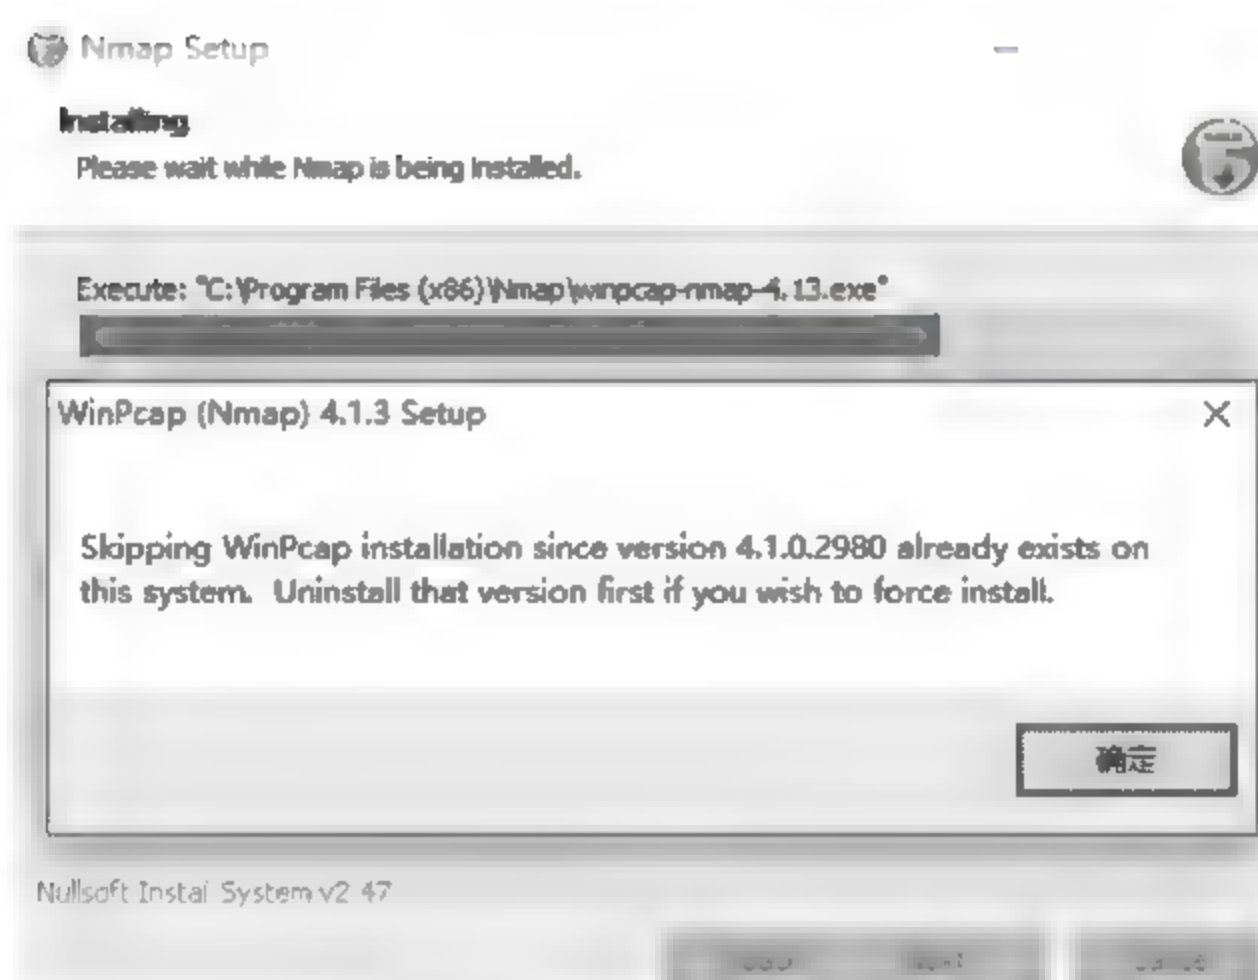 Nmap Setup
Installing
Please wait while Nmap is being installed.
Execute: "C:\Program Files (x86)\Nmap\winpcap-nmap-4.13.exe"
WinPcap (Nmap) 4.1.3 Setup
Skipping WinPcap installation since version 4.1.0.2980 already exists on
this system. Uninstall that version first if you wish to force install.
确定
Nullsoft Instal System v2 47